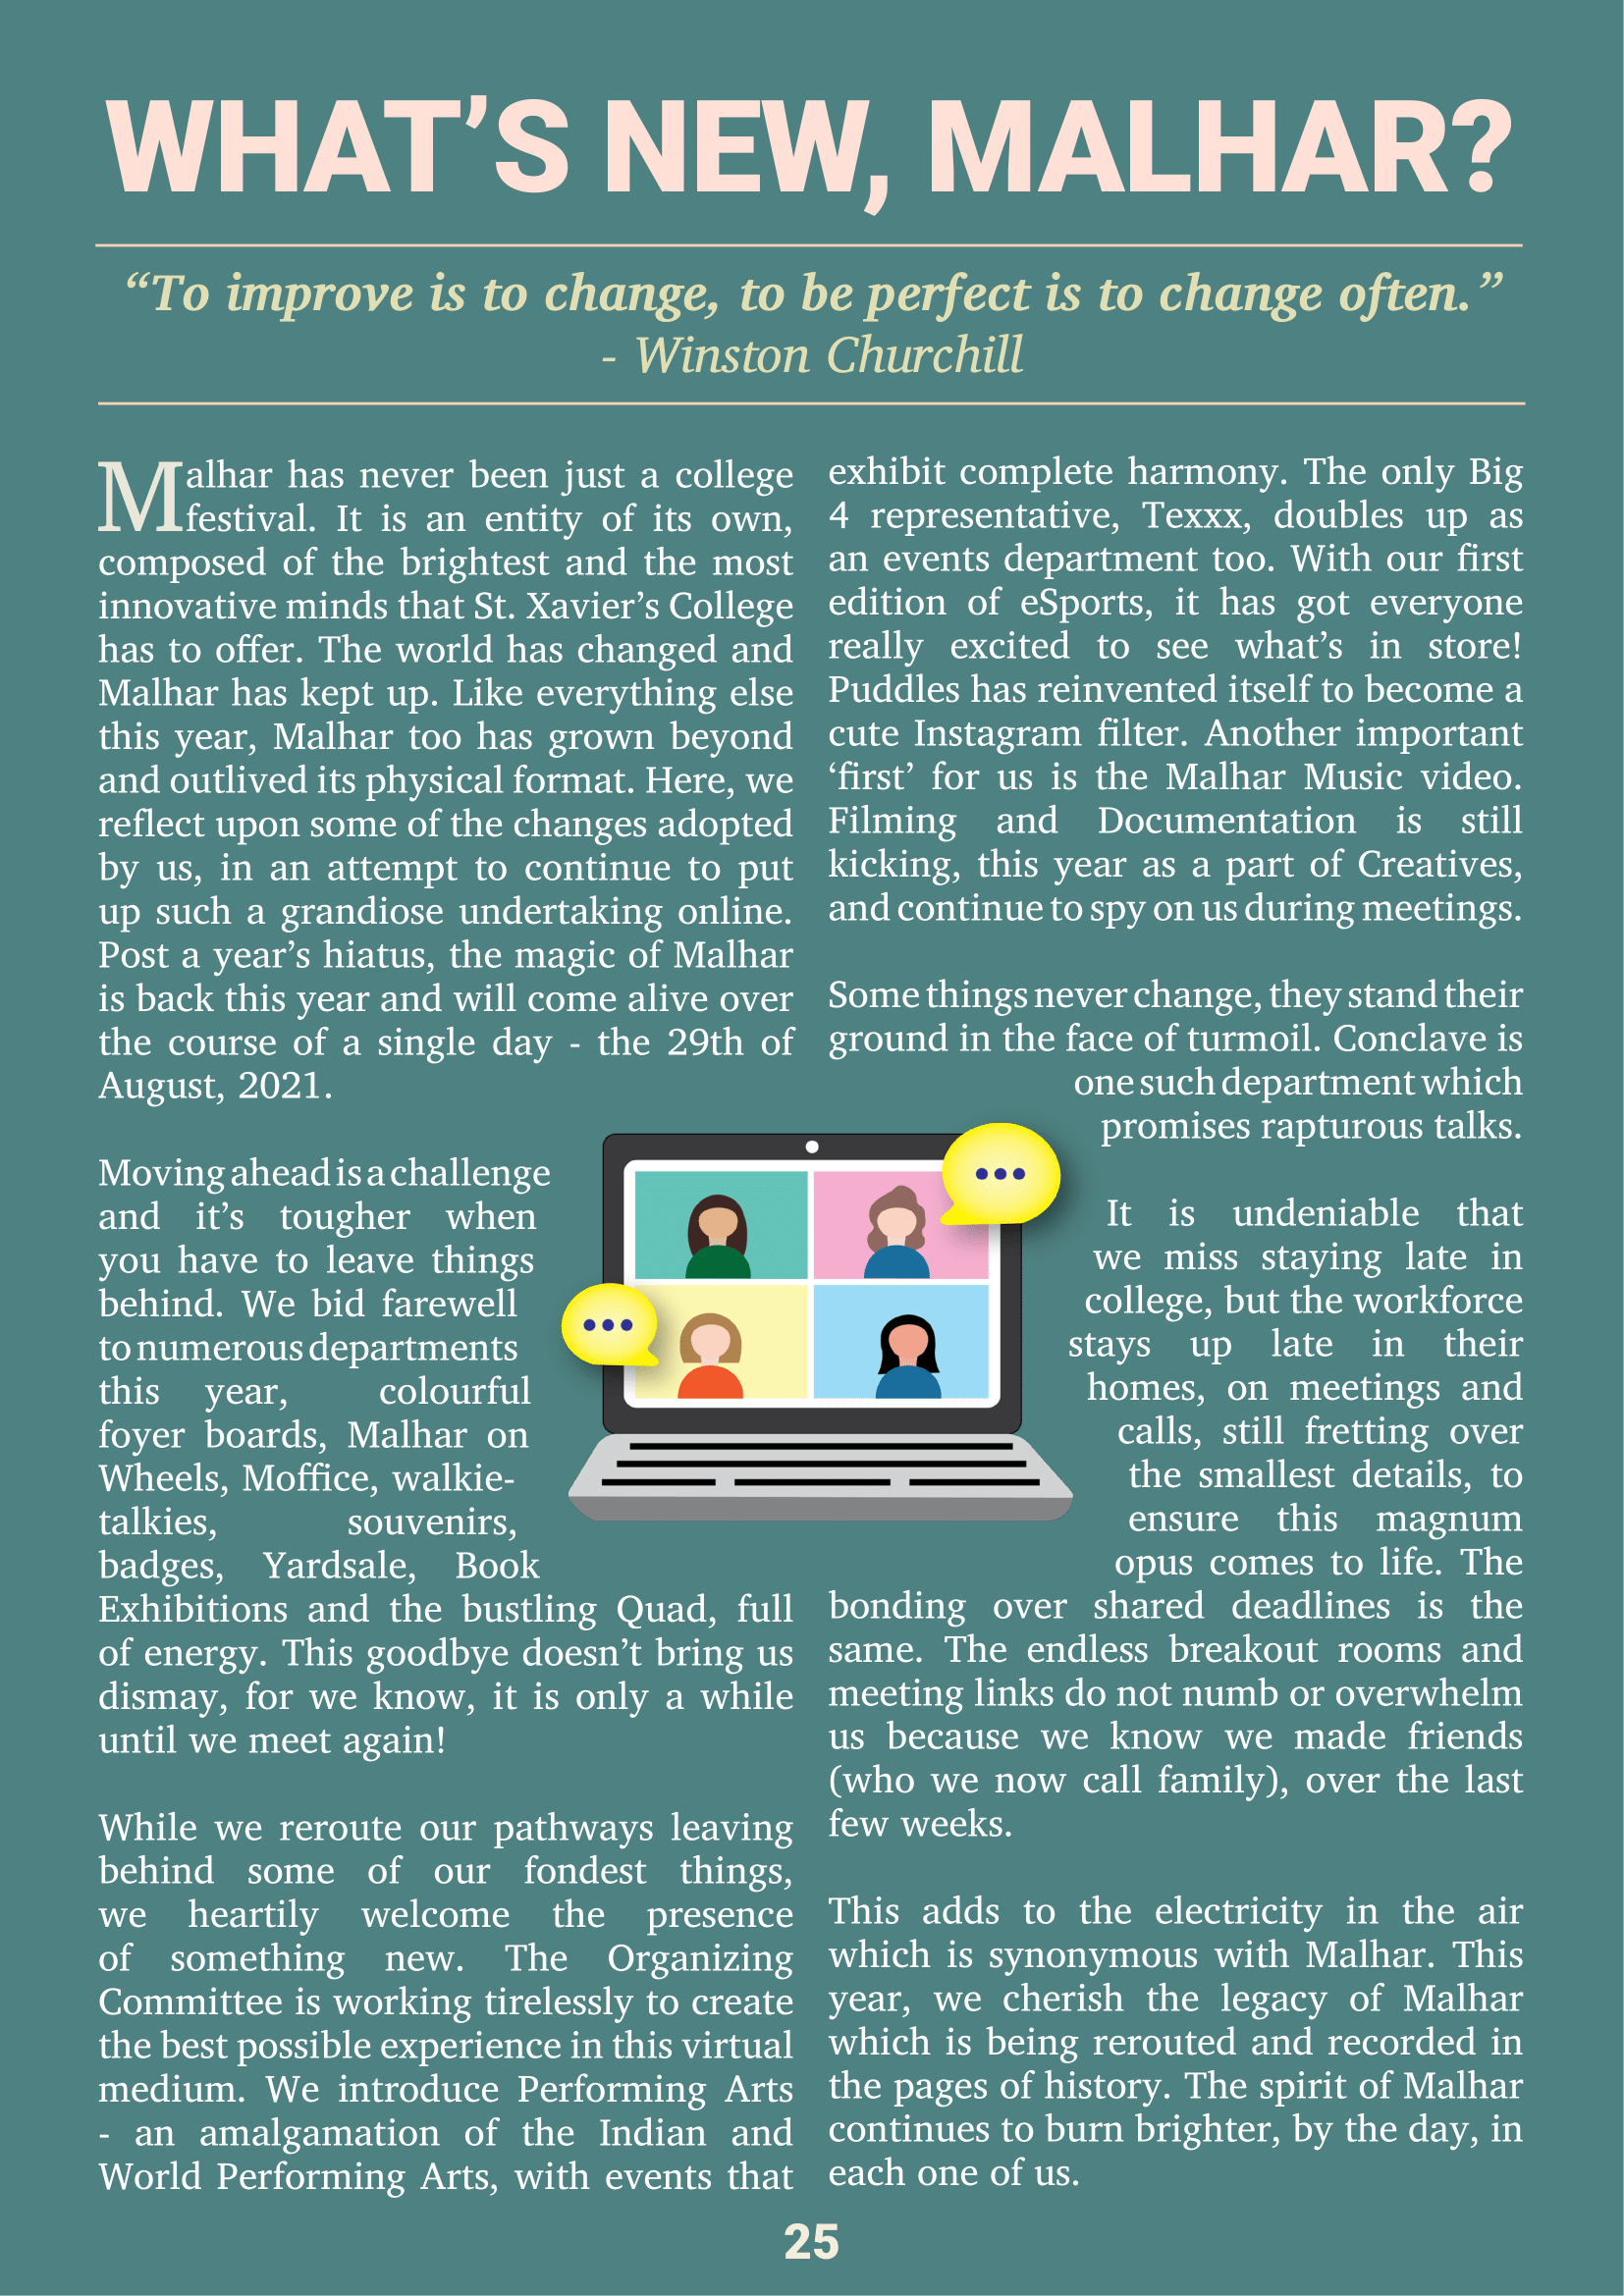 WHAT’S NEW, MALHAR?
“To improve is to change, to be perfect is to change often.”
- Winston Churchill
Malhar has never been just a college
festival. It is an entity of its own,
composed of the brightest and the most
innovative minds that St. Xavier’s College
has to offer. The world has changed and
Malhar has kept up. Like everything else
this year, Malhar too has grown beyond
and outlived its physical format. Here, we
reflect upon some of the changes adopted
by us, in an attempt to continue to put
up such a grandiose undertaking online.
Post a year’s hiatus, the magic of Malhar
is back this year and will come alive over
the course of a single day - the 29th of
August, 2021.
Moving ahead is a challenge
and it’s tougher when
you have to leave things
behind. We bid farewell
to numerous departments
this year, colourful
foyer boards, Malhar on
Wheels, Moffice, walkie-
talkies, souvenirs,
badges, Yardsale, Book
Exhibitions and the bustling Quad, full
of energy. This goodbye doesn’t bring us
dismay, for we know, it is only a while
until we meet again!
While we reroute our pathways leaving
behind some of our fondest things,
we heartily welcome the presence
of something new. The Organizing
Committee is working tirelessly to create
the best possible experience in this virtual
medium. We introduce Performing Arts
- an amalgamation of the Indian and
World Performing Arts, with events that
exhibit complete harmony. The only Big
4 representative, Texxx, doubles up as
an events department too. With our first
edition of eSports, it has got everyone
really excited to see what’s in store!
Puddles has reinvented itself to become a
cute Instagram filter. Another important
‘first’ for us is the Malhar Music video.
Filming and Documentation is still
kicking, this year as a part of Creatives,
and continue to spy on us during meetings.
Some things never change, they stand their
ground in the face of turmoil. Conclave is
one such department which
promises rapturous talks.
It is undeniable that
we miss staying late in
college, but the workforce
stays up late in their
homes, on meetings and
calls, still fretting over
the smallest details, to
ensure this magnum
opus comes to life. The
bonding over shared deadlines is the
same. The endless breakout rooms and
meeting links do not numb or overwhelm
us because we know we made friends
(who we now call family), over the last
few weeks.
This adds to the electricity in the air
which is synonymous with Malhar. This
year, we cherish the legacy of Malhar
which is being rerouted and recorded in
the pages of history. The spirit of Malhar
continues to burn brighter, by the day, in
each one of us.
25